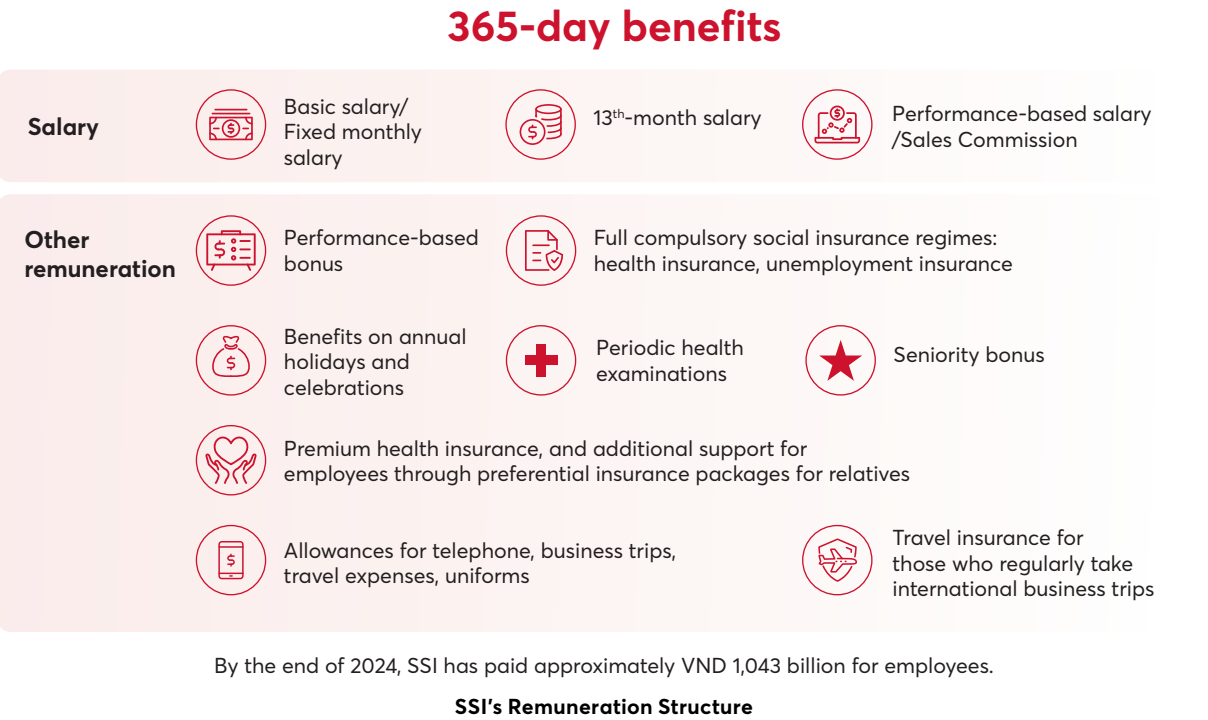 365-day benefits
Salary
Basic salary/
Fixed monthly
salary
13th-month salary
Performance-based salary
/Sales Commission
Other
remuneration
Performance-based
bonus
Full compulsory social insurance regimes:
health insurance, unemployment insurance
Benefits on annual
holidays and
celebrations
Periodic health
examinations
Seniority bonus
Premium health insurance, and additional support for
employees through preferential insurance packages for relatives
Allowances for telephone, business trips,
travel expenses, uniforms
Travel insurance for
those who regularly take
international business trips
By the end of 2024, SSI has paid approximately VND 1,043 billion for employees.
SSI's Remuneration Structure